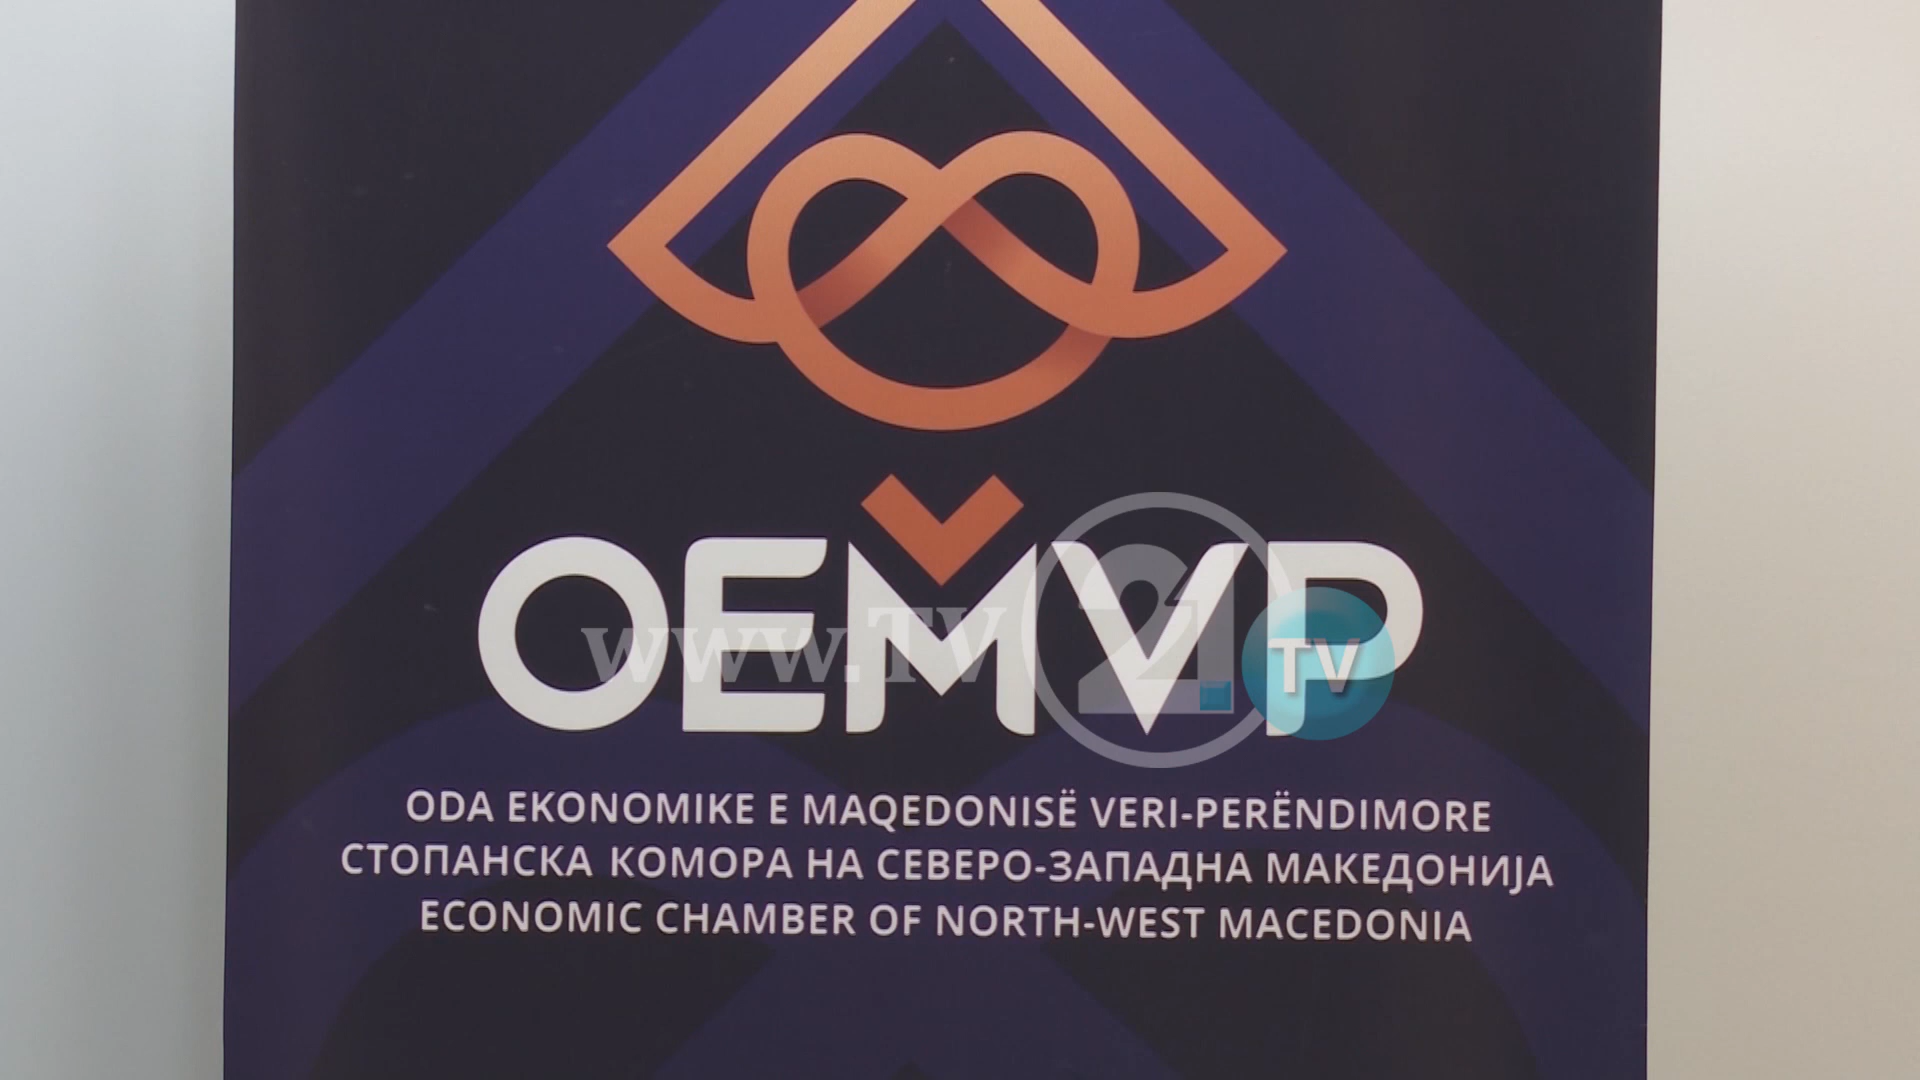 OEMVP
www.TV21.TV
ODA EKONOMIKE E MAQEDONISË VERI-PERËNDIMORE
СТОПАНСКА КОМОРА НА СЕВЕРО-ЗАПАДНА МАКЕДОНИЈА
ECONOMIC CHAMBER OF NORTH-WEST MACEDONIA